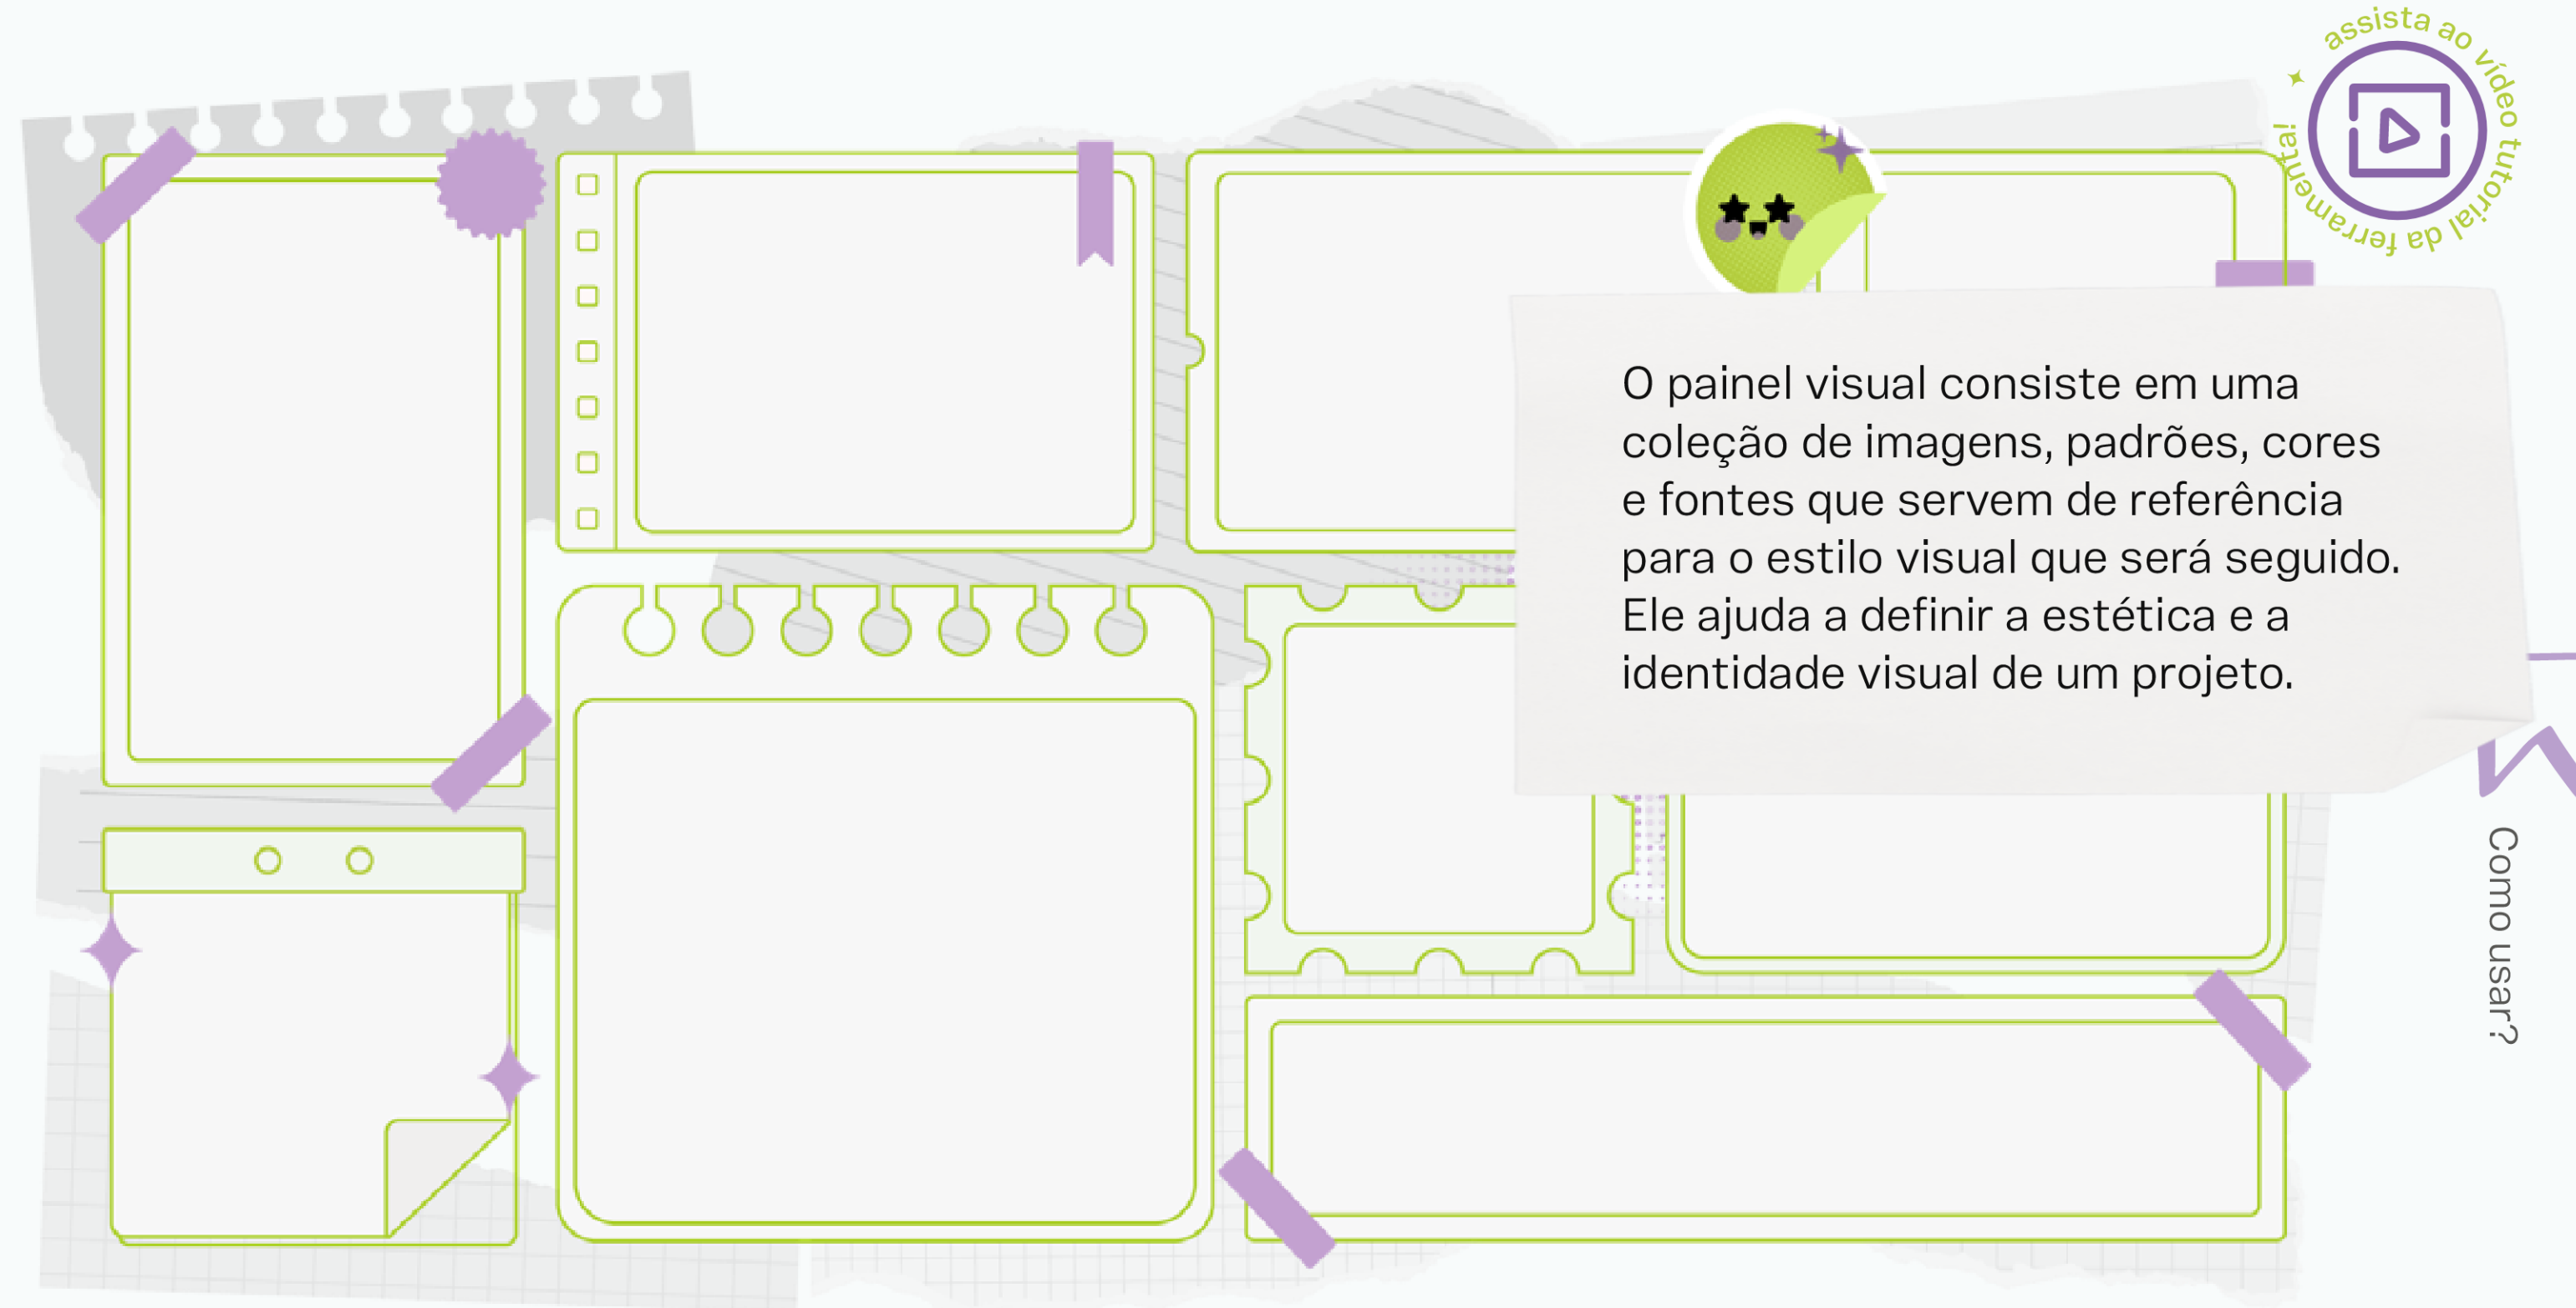 assista ao vídeo tutorial da ferramenta!
O painel visual consiste em uma
coleção de imagens, padrões, cores
e fontes que servem de referência
para o estilo visual que será seguido.
Ele ajuda a definir a estética e a
identidade visual de um projeto.
Como usar?